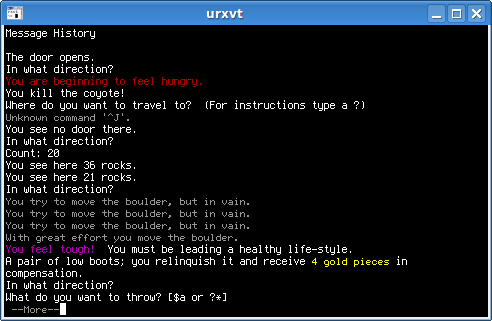 urxvt
Message History
The door opens.
In what direction?
You are beginning to feel hungry.
You kill the coyote!
Where do you want to travel to?  (For instructions type a ?)
Unknown command '^J'.
You see no door there.
In what direction?
Count: 20
You see here 36 rocks.
You see here 21 rocks.
In what direction?
You try to move the boulder, but in vain.
You try to move the boulder, but in vain.
You try to move the boulder, but in vain.
With great effort you move the boulder.
You feel tough!  You must be leading a healthy life-style.
A pair of low boots; you relinquish it and receive 4 gold pieces in
compensation.
In what direction?
What do you want to throw? [$a or ?*]
--More--